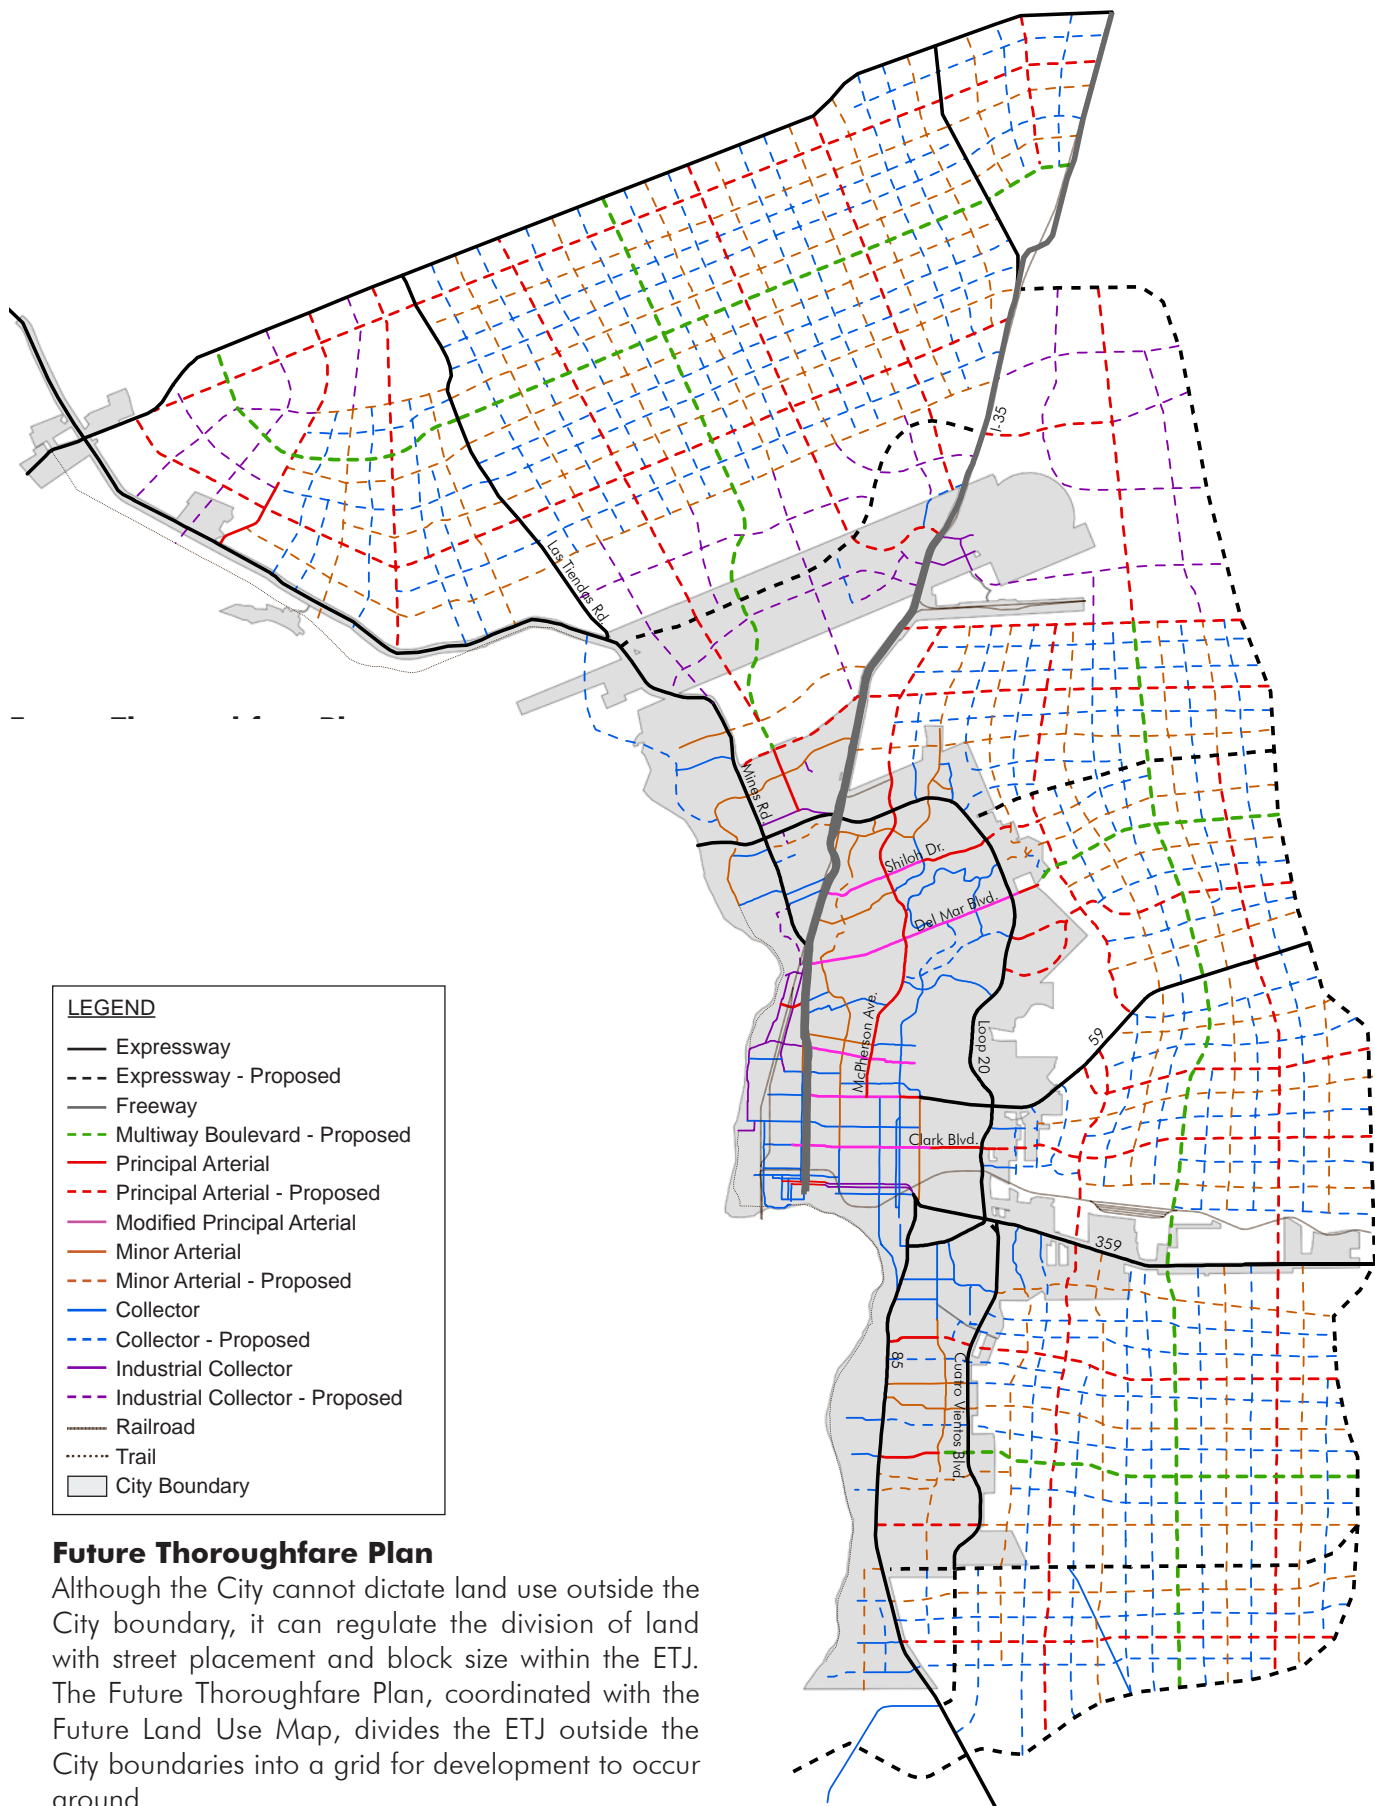 I-35
Las Tiendas Rd.
Mines Rd.
Shiloh Dr.
Del Mar Blvd.
McPherson Ave.
Loop 20
59
Clark Blvd.
359
85
Cuatro Vientos Blvd.
LEGEND
Expressway
Expressway - Proposed
Freeway
Multiway Boulevard - Proposed
Principal Arterial
Principal Arterial - Proposed
Modified Principal Arterial
Minor Arterial
Minor Arterial - Proposed
Collector
Collector - Proposed
Industrial Collector
Industrial Collector - Proposed
Railroad
Trail
City Boundary
Future Thoroughfare Plan
Although the City cannot dictate land use outside the
City boundary, it can regulate the division of land
with street placement and block size within the ETJ.
The Future Thoroughfare Plan, coordinated with the
Future Land Use Map, divides the ETJ outside the
City boundaries into a grid for development to occur
around